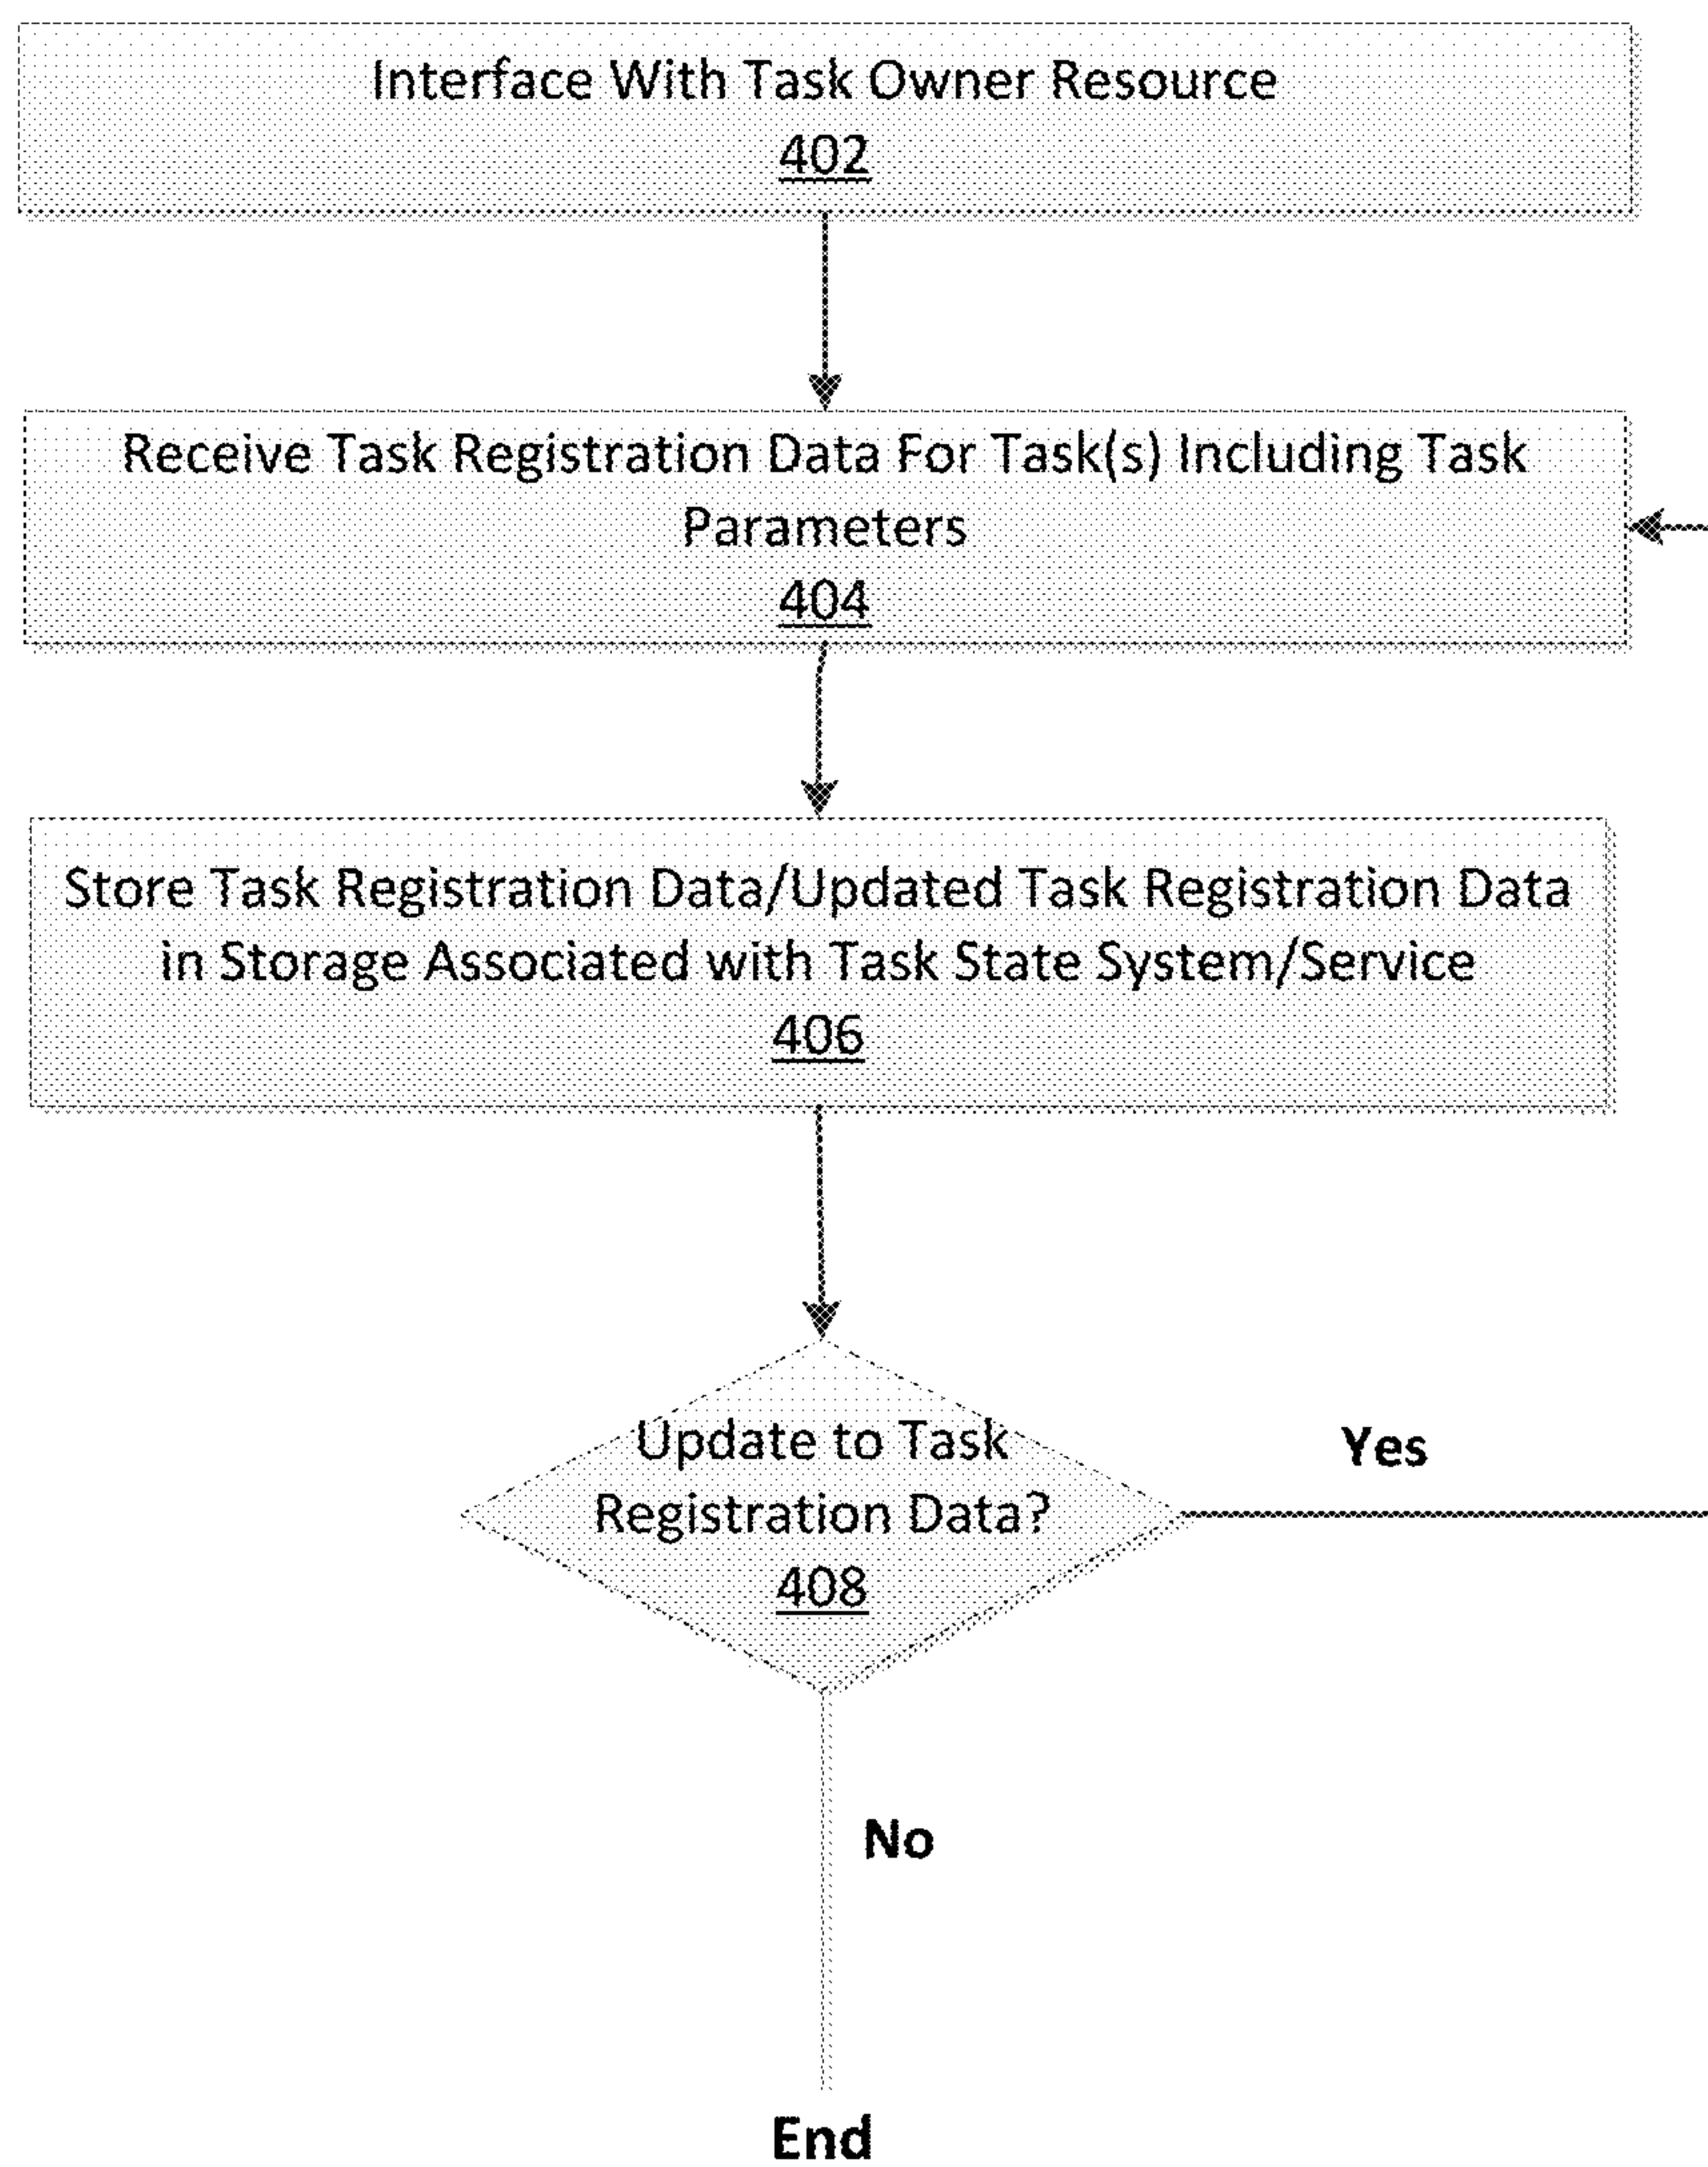 Interface With Task Owner Resource
402
Receive Task Registration Data For Task(s) Including Task
Parameters
404
Store Task Registration Data/Updated Task Registration Data
in Storage Associated with Task State System/Service
406
Update to Task
Registration Data?
408
Yes
No
End